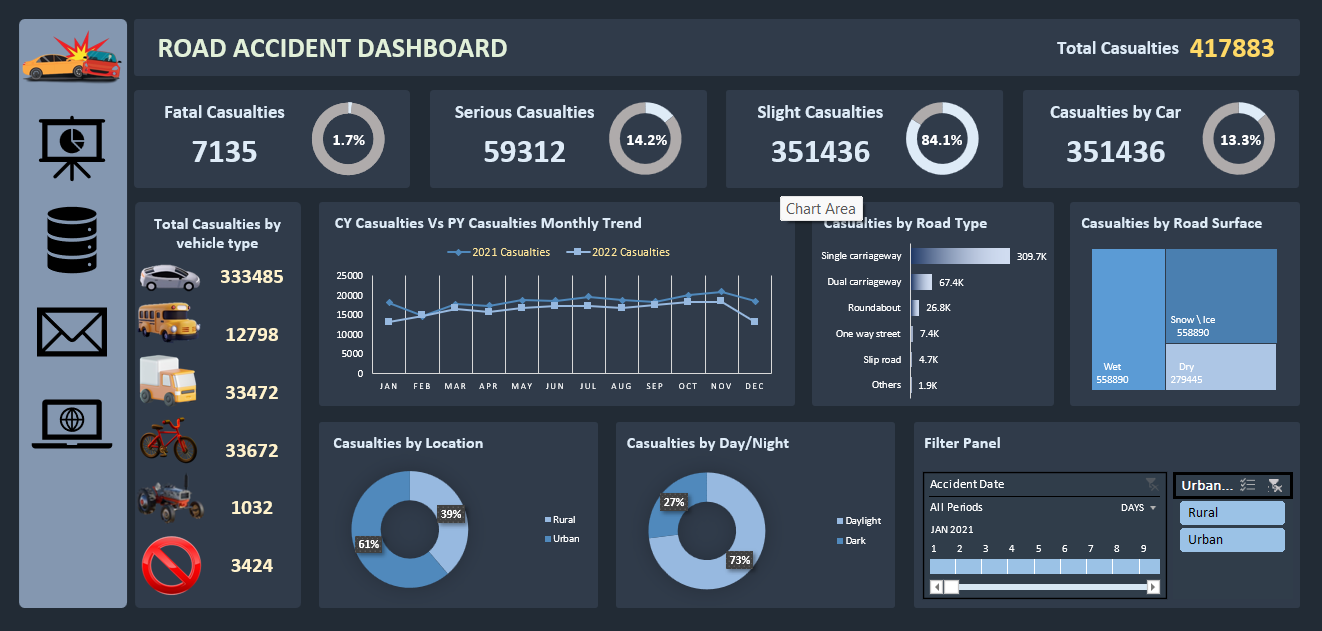 ROAD ACCIDENT DASHBOARD
Total Casualties 417883
Fatal Casualties
7135
1.7%
Serious Casualties
59312
14.2%
Slight Casualties
351436
84.1%
Casualties by Car
351436
13.3%
Total Casualties by
vehicle type
333485
12798
33472
33672
1032
3424
CY Casualties Vs PY Casualties Monthly Trend
2021 Casualties
2022 Casualties
25000
20000
15000
10000
5000
0
JAN FEB MAR APR MAY JUN JUL AUG SEP OCT NOV DEC
Chart Area
Casualties by Road Type
Single carriageway 309.7K
Dual carriageway 67.4K
Roundabout 26.8K
One way street 7.4K
Slip road 4.7K
Others 1.9K
Casualties by Road Surface
Wet
558890
Snow \ Ice
558890
Dry
279445
Casualties by Location
39%
61%
Rural
Urban
Casualties by Day/Night
27%
73%
Daylight
Dark
Filter Panel
Accident Date
All Periods DAYS
JAN 2021
1 2 3 4 5 6 7 8 9
Urban...
Rural
Urban